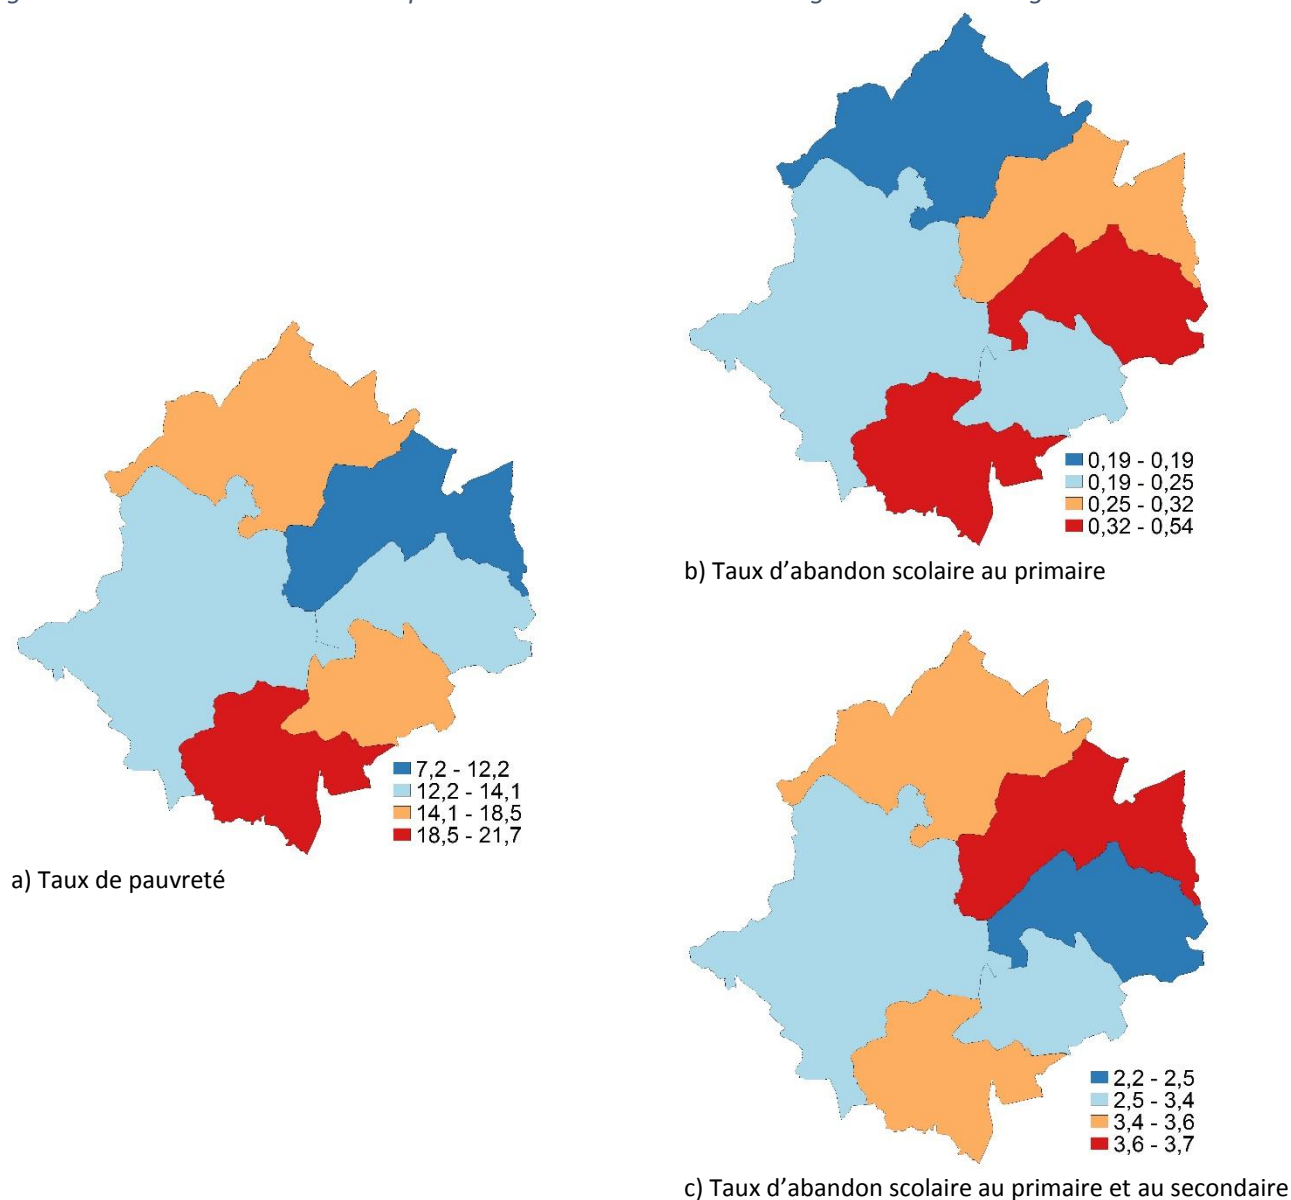 7,2 - 12,2
12,2 - 14,1
14,1 - 18,5
18,5 - 21,7
a) Taux de pauvreté
0,19 - 0,19
0,19 - 0,25
0,25 - 0,32
0,32 - 0,54
b) Taux d’abandon scolaire au primaire
2,2 - 2,5
2,5 - 3,4
3,4 - 3,6
3,6 - 3,7
c) Taux d’abandon scolaire au primaire et au secondaire